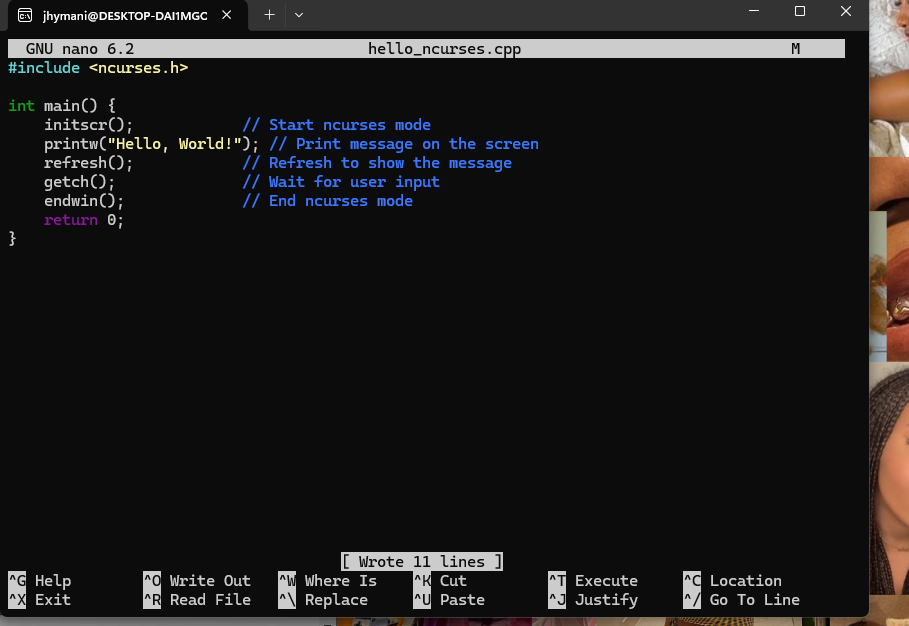 jhymani@DESKTOP-DAI1MGC
GNU nano 6.2 hello_ncurses.cpp M
#include <ncurses.h>
int main() {
initscr(); // Start ncurses mode
printw("Hello, World!"); // Print message on the screen
refresh(); // Refresh to show the message
getch(); // Wait for user input
endwin(); // End ncurses mode
return 0;
}
[ Wrote 11 lines ]
^G Help ^O Write Out ^W Where Is ^K Cut ^T Execute ^C Location
^X Exit ^R Read File ^\ Replace ^U Paste ^J Justify ^/ Go To Line